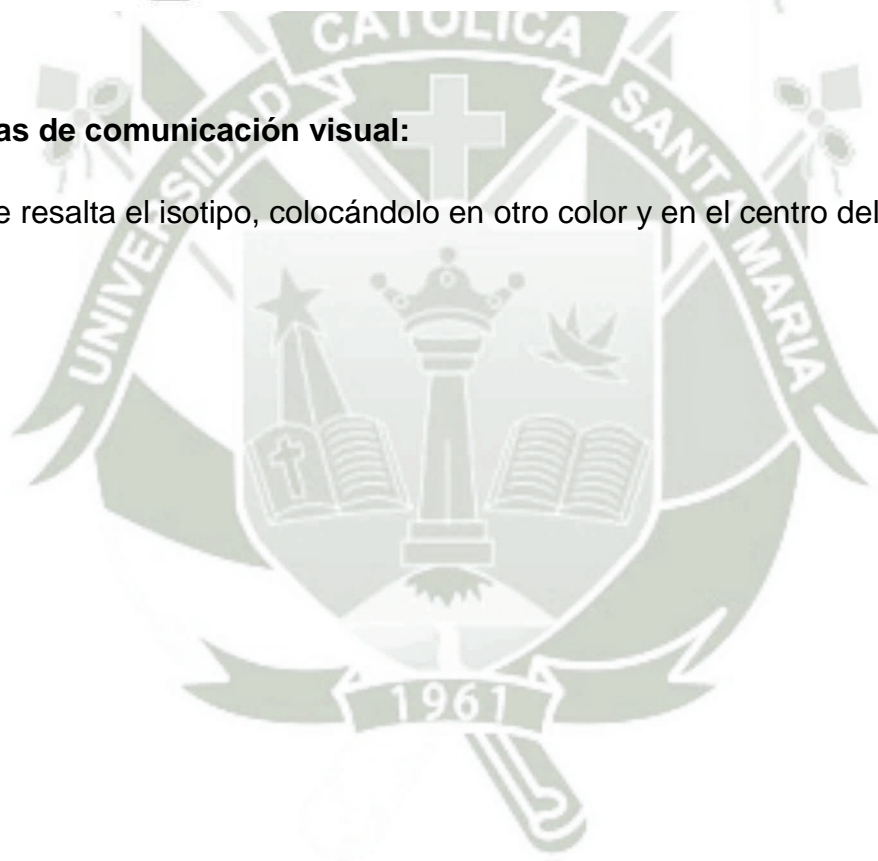 CATOLICA
UNIVERSIDAD
SANTA MARIA
as de comunicación visual:
e resalta el isotipo, colocándolo en otro color y en el centro del
1961